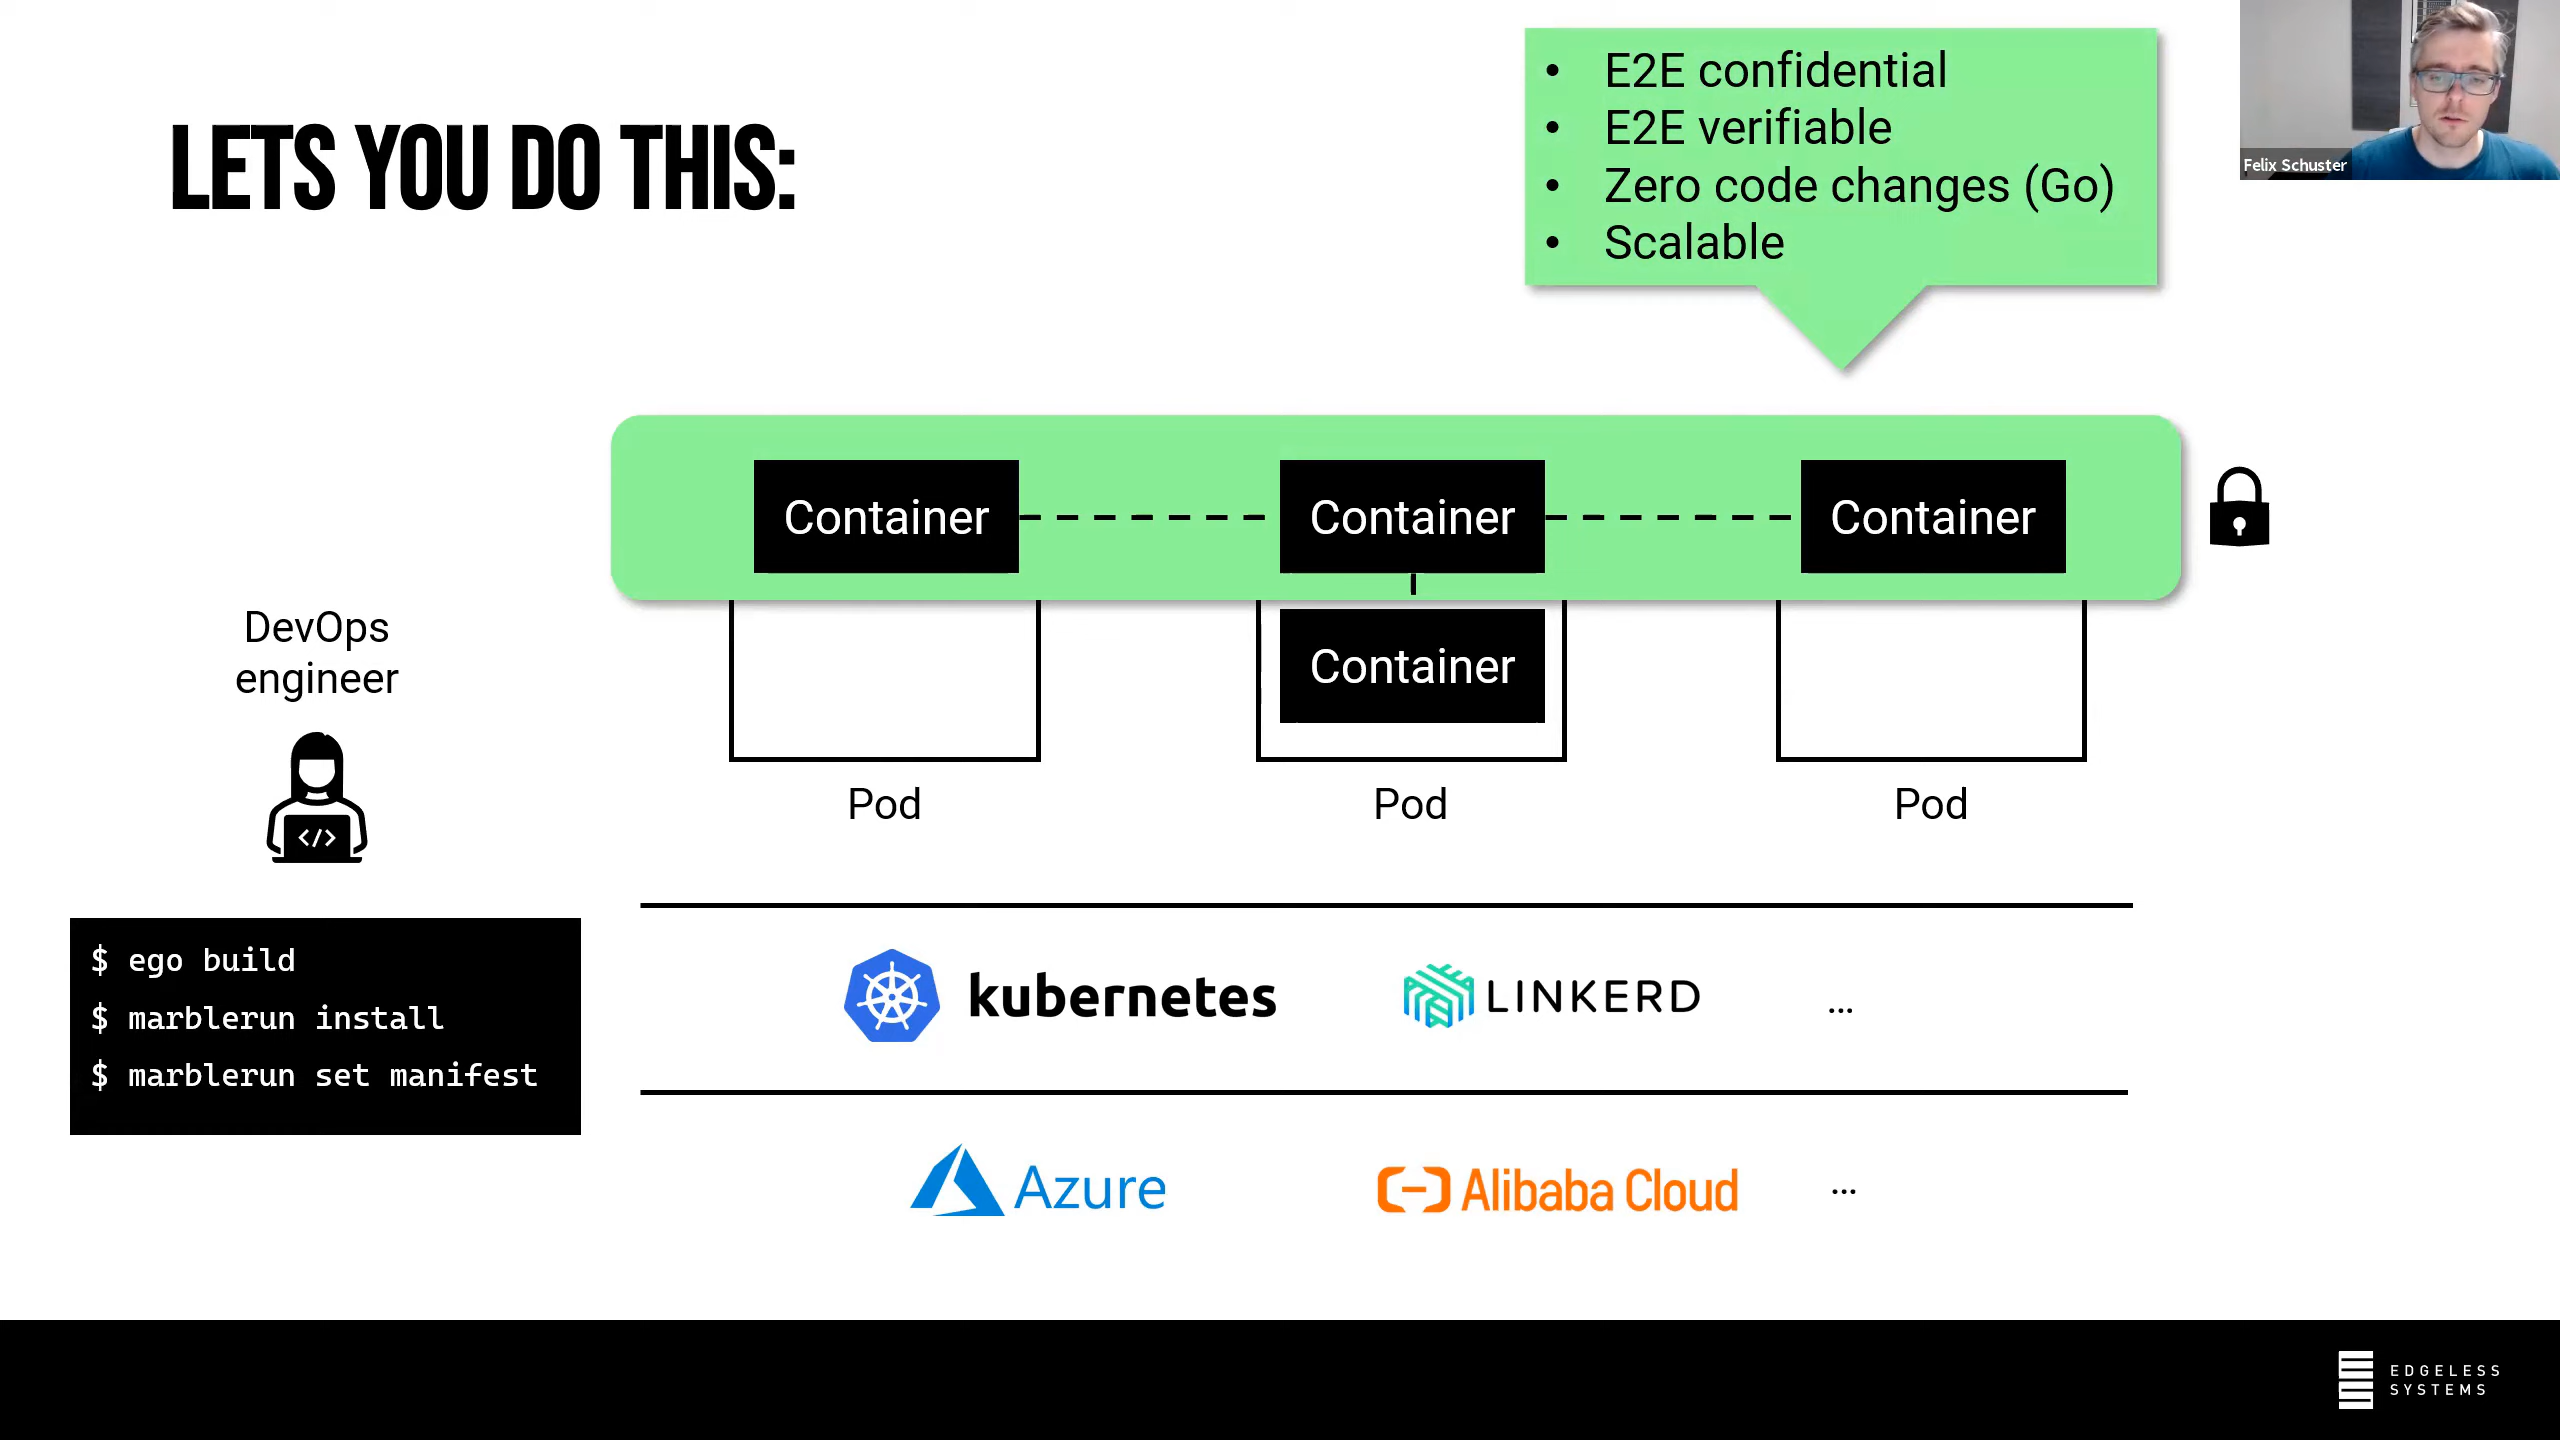 E2E confidential
E2E verifiable
Zero code changes (Go)
Scalable
Felix Schuster
LETS YOU DO THIS:
Container
Container
Container
Container
DevOps
engineer
Pod
Pod
Pod
</>
$ ego build
$ marblerun install
$ marblerun set manifest
kubernetes
LINKERD
...
Azure
Alibaba Cloud
...
EDGELESS
SYSTEMS